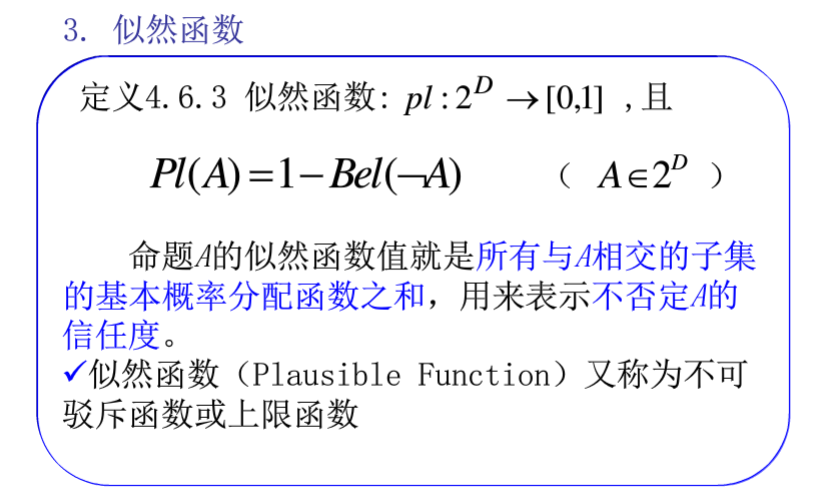 3. 似然函数
定义4.6.3 似然函数: pl : 2^D → [0,1] ,且
Pl(A) = 1 − Bel(¬A) （ A ∈ 2^D ）
命题A的似然函数值就是所有与A相交的子集
的基本概率分配函数之和，用来表示不否定A的
信任度。
✓似然函数（Plausible Function）又称为不可
驳斥函数或上限函数